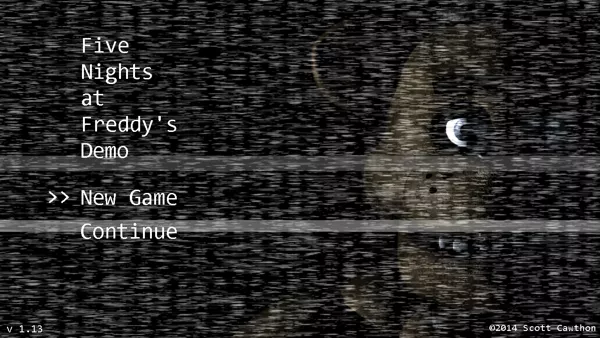 Five
Nights
at
Freddy's
Demo
>> New Game
Continue
v 1.13
©2014 Scott Cawthon